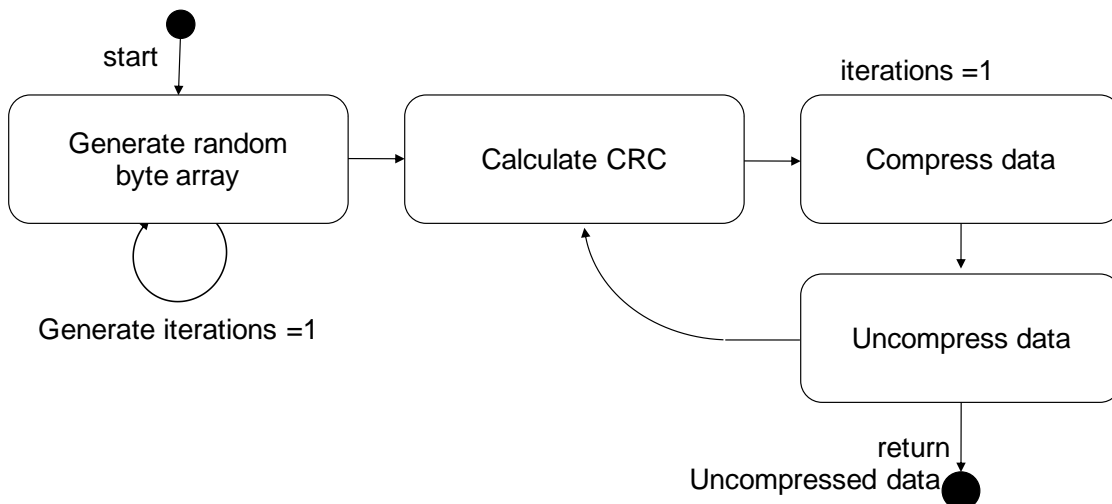 start
iterations =1
Generate random
byte array
Calculate CRC
Compress data
Generate iterations =1
Uncompress data
return
Uncompressed data